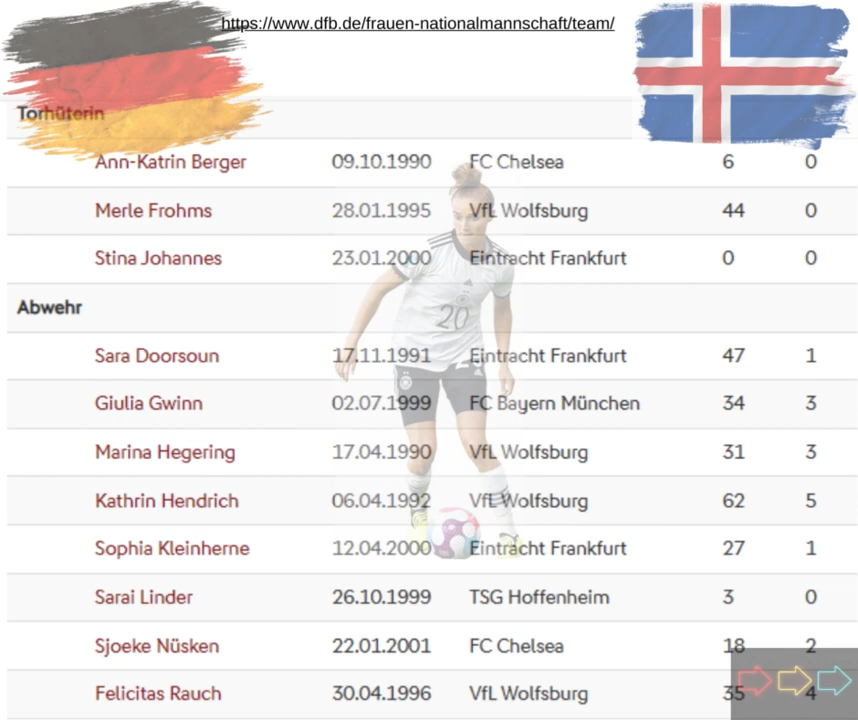 https://www.dfb.de/frauen-nationalmannschaft/team/
Torhüterin
Ann-Katrin Berger 09.10.1990 FC Chelsea 6 0
Merle Frohms 28.01.1995 VfL Wolfsburg 44 0
Stina Johannes 23.01.2000 Eintracht Frankfurt 0 0
Abwehr
Sara Doorsoun 17.11.1991 Eintracht Frankfurt 47 1
Giulia Gwinn 02.07.1999 FC Bayern München 34 3
Marina Hegering 17.04.1990 VfL Wolfsburg 31 3
Kathrin Hendrich 06.04.1992 VfL Wolfsburg 62 5
Sophia Kleinherne 12.04.2000 Eintracht Frankfurt 27 1
Sarai Linder 26.10.1999 TSG Hoffenheim 3 0
Sjoeke Nüsken 22.01.2001 FC Chelsea 18 2
Felicitas Rauch 30.04.1996 VfL Wolfsburg 35 4
20